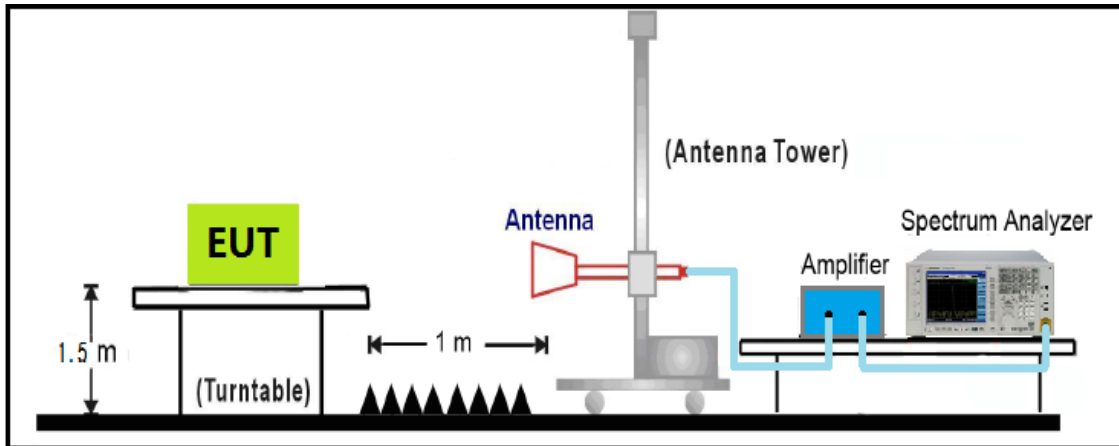 EUT
1.5 m
(Turntable)
1 m
Antenna
(Antenna Tower)
Amplifier
Spectrum Analyzer